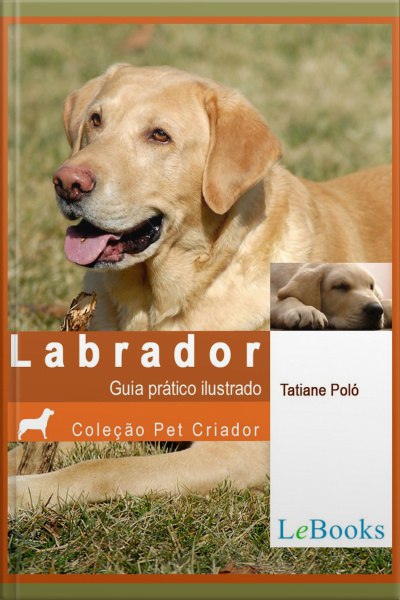 Labrador
Guia prático ilustrado
Tatiane Poló
Coleção Pet Criador
LeBooks